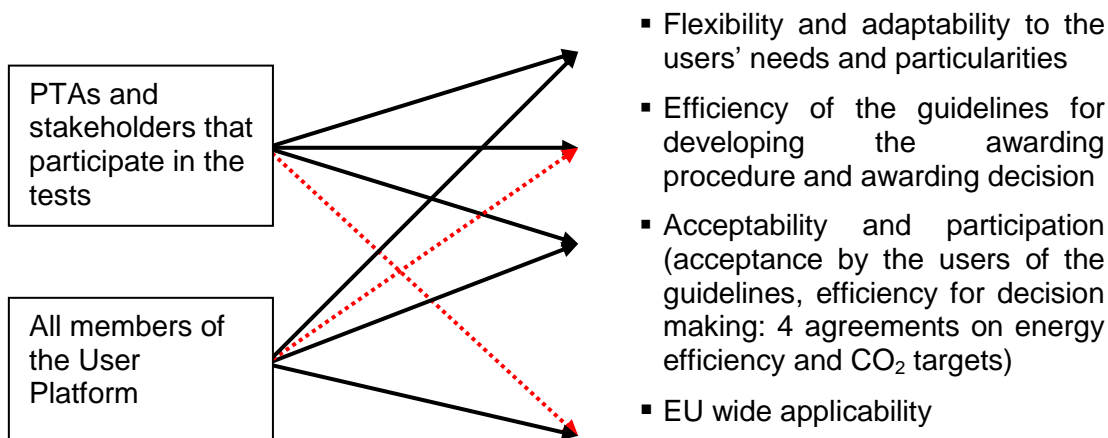 PTAs and
stakeholders that
participate in the
tests
All members of
the User
Platform
▪ Flexibility and adaptability to the
users’ needs and particularities
▪ Efficiency of the guidelines for
developing the awarding
procedure and awarding decision
▪ Acceptability and participation
(acceptance by the users of the
guidelines, efficiency for decision
making: 4 agreements on energy
efficiency and CO₂ targets)
▪ EU wide applicability